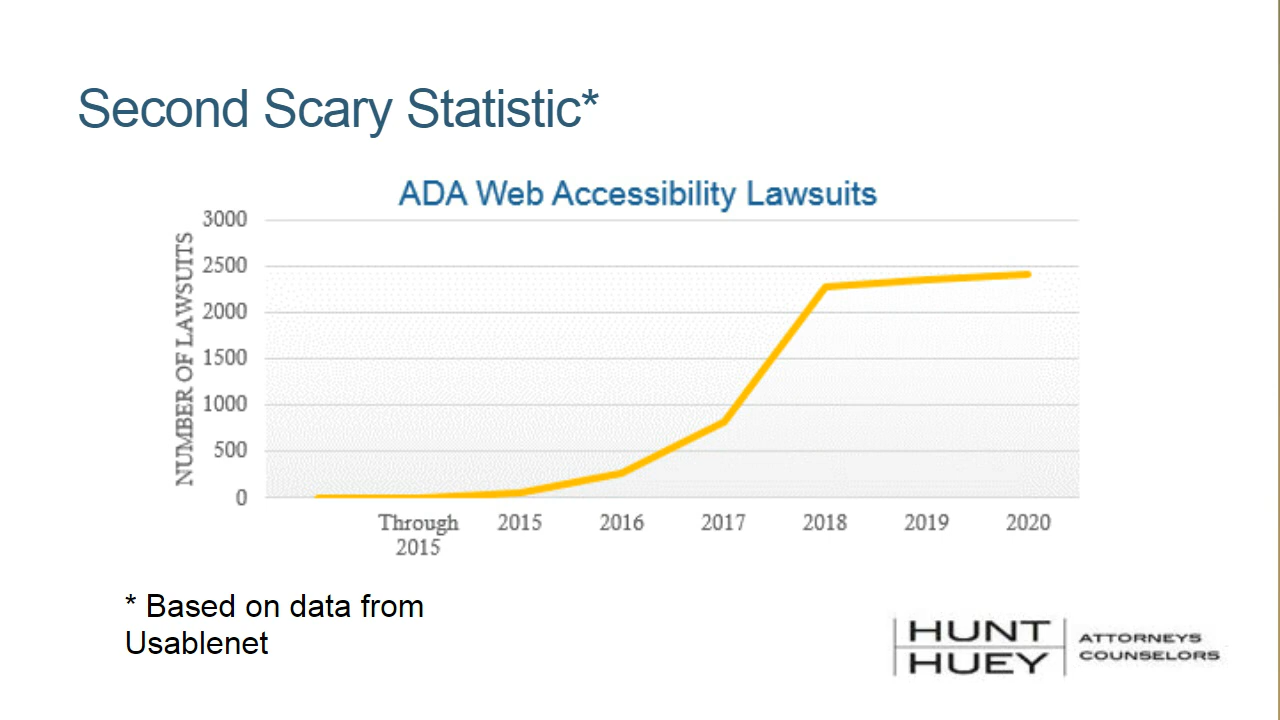 Second Scary Statistic*
ADA Web Accessibility Lawsuits
NUMBER OF LAWSUITS
3000
2500
2000
1500
1000
500
0
Through
2015
2015
2016
2017
2018
2019
2020
* Based on data from
Usablenet
HUNT
HUEY
ATTORNEYS
COUNSELORS